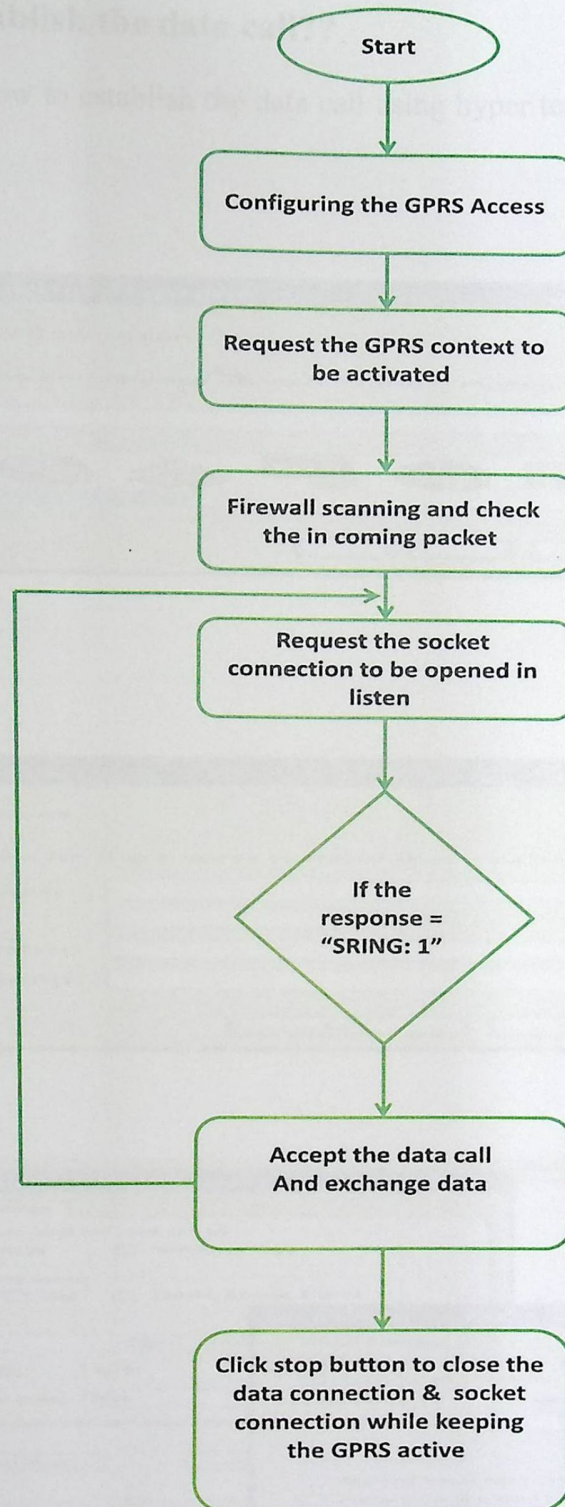 Start
Configuring the GPRS Access
Request the GPRS context to
be activated
Firewall scanning and check
the in coming packet
Request the socket
connection to be opened in
listen
If the
response =
“SRING: 1”
Accept the data call
And exchange data
Click stop button to close the
data connection & socket
connection while keeping
the GPRS active